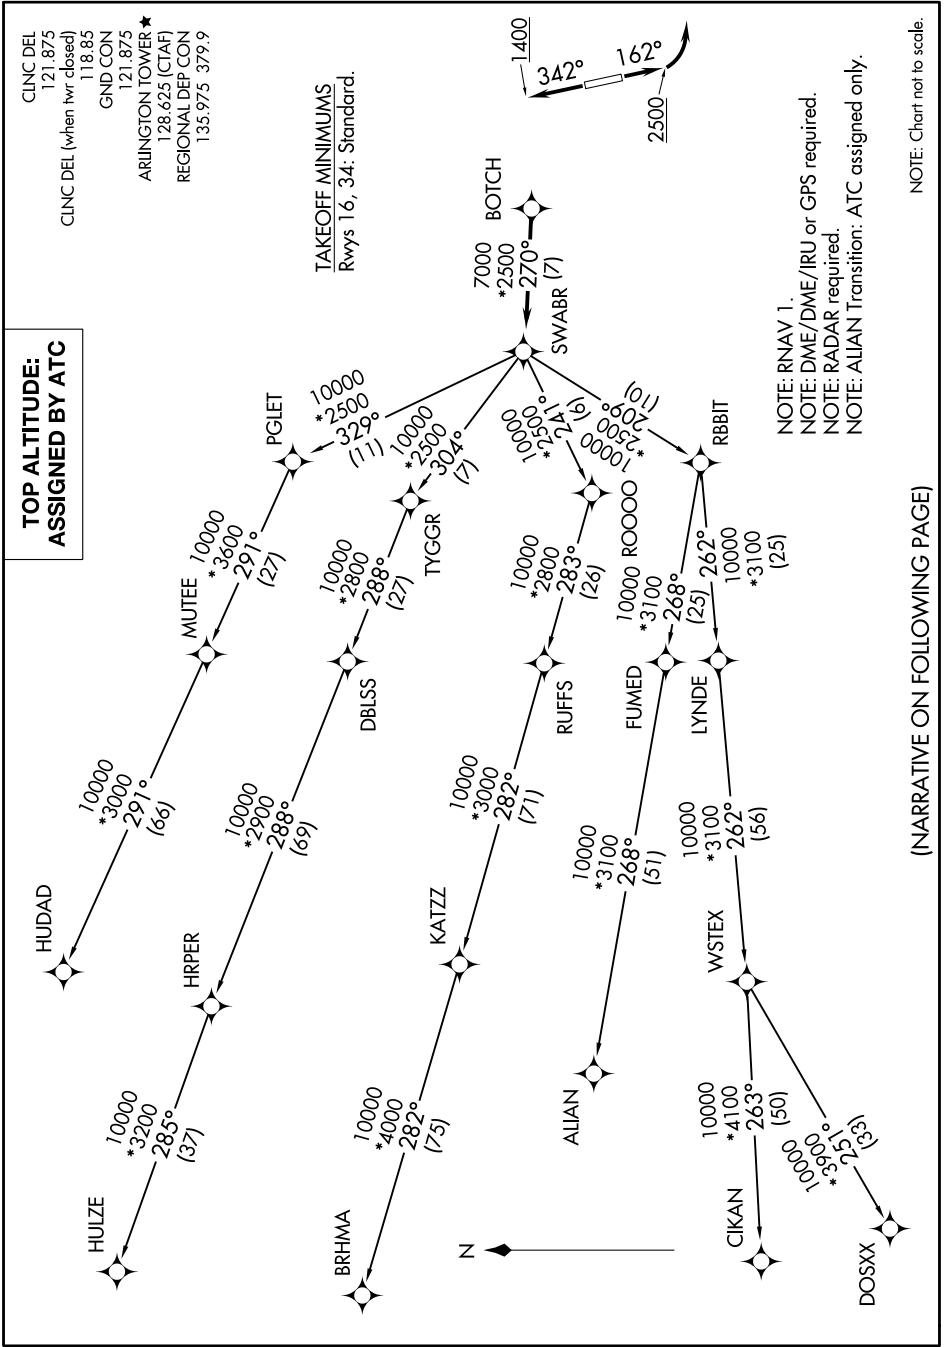 TOP ALTITUDE:
ASSIGNED BY ATC
CLNC DEL
121.875
CLNC DEL (when twr closed)
118.85
GND CON
121.875
ARLINGTON TOWER★
128.625 (CTAF)
REGIONAL DEP CON
135.975 379.9
TAKEOFF MINIMUMS
Rwys 16, 34: Standard.
1400
342°
162°
2500
BOTCH
7000
*2500
270°
(7)
SWABR
10000
*2500
329°
(11)
PGLET
10000
*3600
291°
(27)
MUTEE
10000
*3000
291°
(66)
HUDAD
10000
*2500
304°
(7)
TYGGR
10000
*2800
288°
(27)
DBLSS
10000
*2900
288°
(69)
HRPER
10000
*3200
285°
(37)
HULZE
10000
*2500
241°
(6)
ROOOO
10000
*2800
283°
(26)
RUFFS
10000
*3000
282°
(71)
KATZZ
10000
*4000
282°
(75)
BRHMA
10000
*2500
209°
(10)
RBBIT
10000
*3100
268°
(25)
FUMED
10000
*3100
268°
(51)
ALIAN
262°
10000
*3100
(25)
LYNDE
10000
*3100
262°
(56)
WSTEX
10000
*4100
263°
(50)
CIKAN
10000
*3900
251°
(33)
DOSXX
N
NOTE: RNAV 1.
NOTE: DME/DME/IRU or GPS required.
NOTE: RADAR required.
NOTE: ALIAN Transition: ATC assigned only.
NOTE: Chart not to scale.
(NARRATIVE ON FOLLOWING PAGE)